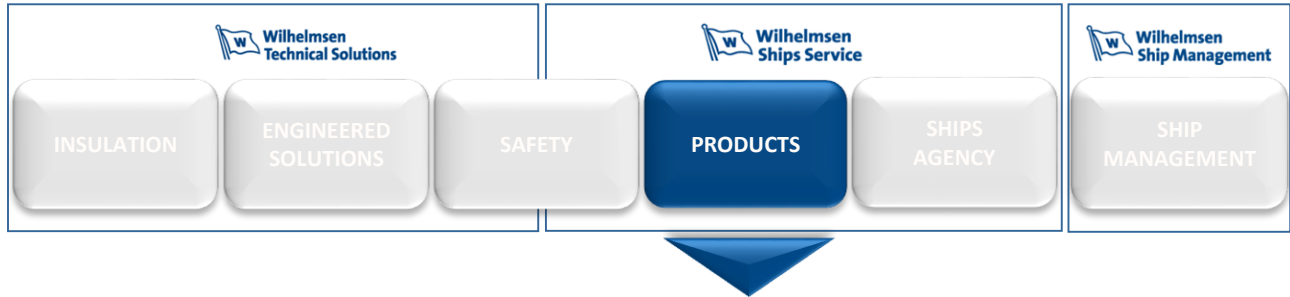 W Wilhelmsen
Technical Solutions
W Wilhelmsen
Ships Service
W Wilhelmsen
Ship Management
INSULATION
ENGINEERED
SOLUTIONS
SAFETY
PRODUCTS
SHIPS
AGENCY
SHIP
MANAGEMENT